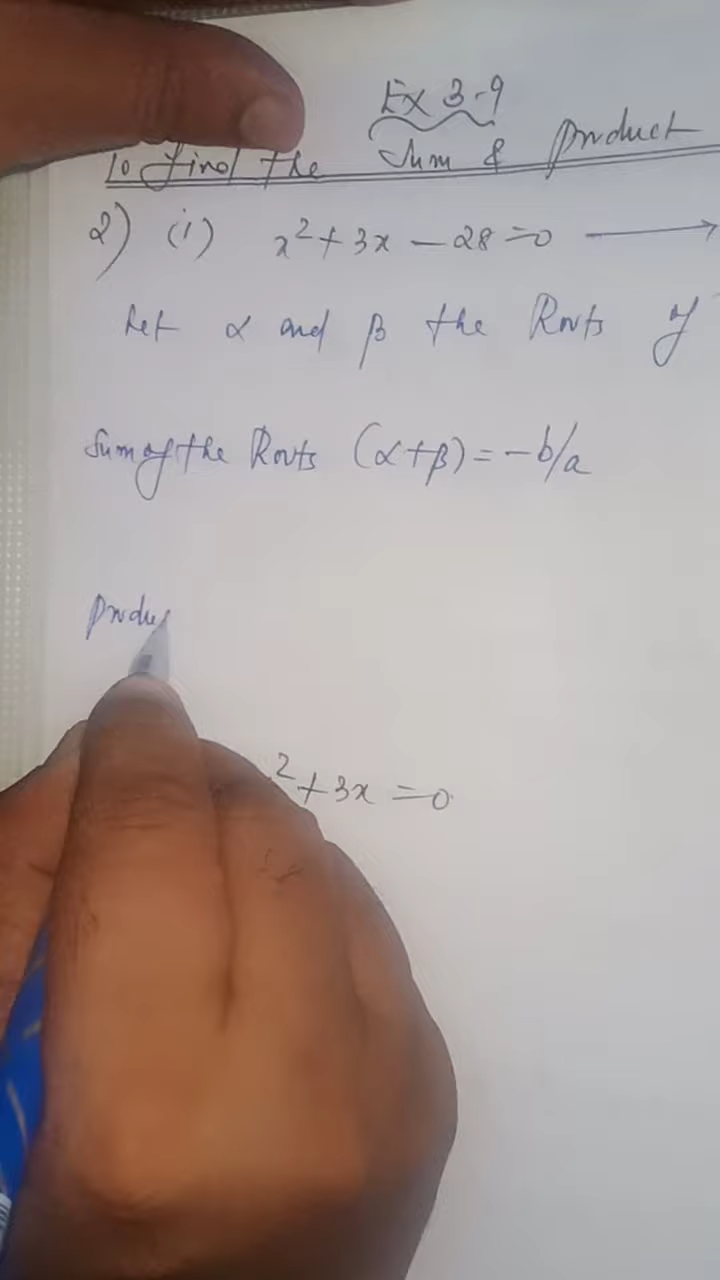 Ex 3-9
To find the Sum & product
2) (i) x² + 3x - 28 = 0 ⟶
Let α and β the Roots of
Sum of the Roots (α+β) = -b/a
produ
² + 3x = 0